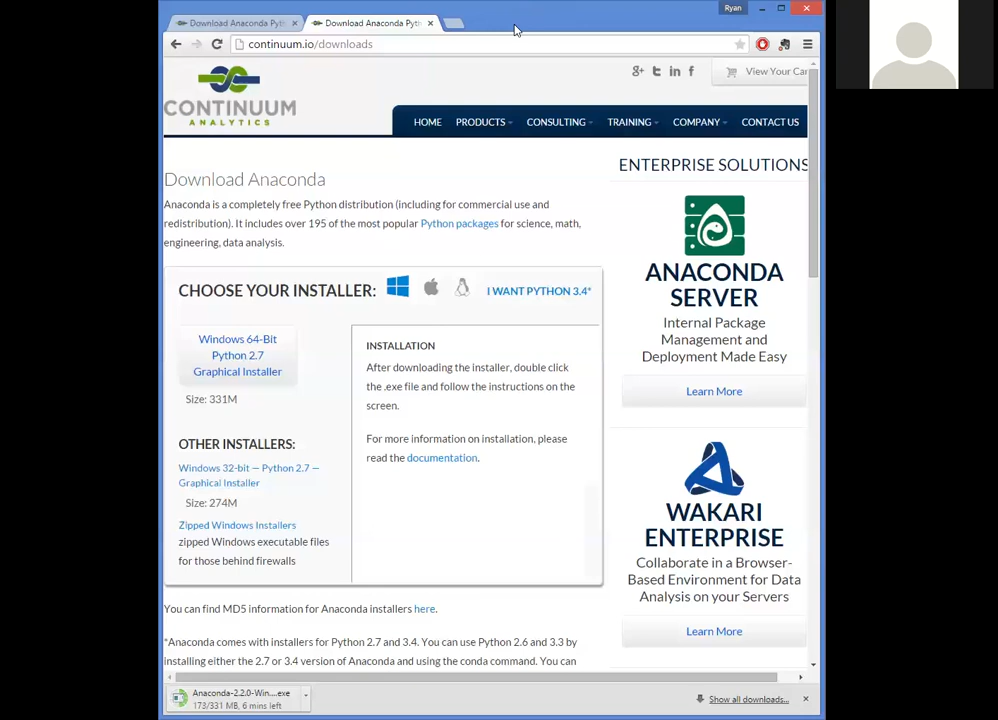 Download Anaconda Pyth
Download Anaconda Pyth
Ryan
continuum.io/downloads
View Your Car
CONTINUUM
ANALYTICS
HOME PRODUCTS CONSULTING TRAINING COMPANY CONTACT US
ENTERPRISE SOLUTIONS
Download Anaconda
Anaconda is a completely free Python distribution (including for commercial use and
redistribution). It includes over 195 of the most popular Python packages for science, math,
engineering, data analysis.
CHOOSE YOUR INSTALLER: I WANT PYTHON 3.4*
Windows 64-Bit
Python 2.7
Graphical Installer
Size: 331M
OTHER INSTALLERS:
Windows 32-bit — Python 2.7 —
Graphical Installer
Size: 274M
Zipped Windows Installers
zipped Windows executable files
for those behind firewalls
INSTALLATION
After downloading the installer, double click
the .exe file and follow the instructions on the
screen.
For more information on installation, please
read the documentation.
You can find MD5 information for Anaconda installers here.
*Anaconda comes with installers for Python 2.7 and 3.4. You can use Python 2.6 and 3.3 by
installing either the 2.7 or 3.4 version of Anaconda and using the conda command. You can
ANACONDA
SERVER
Internal Package
Management and
Deployment Made Easy
Learn More
WAKARI
ENTERPRISE
Collaborate in a Browser-
Based Environment for Data
Analysis on your Servers
Learn More
Anaconda-2.2.0-Win....exe
173/331 MB, 6 mins left
Show all downloads...